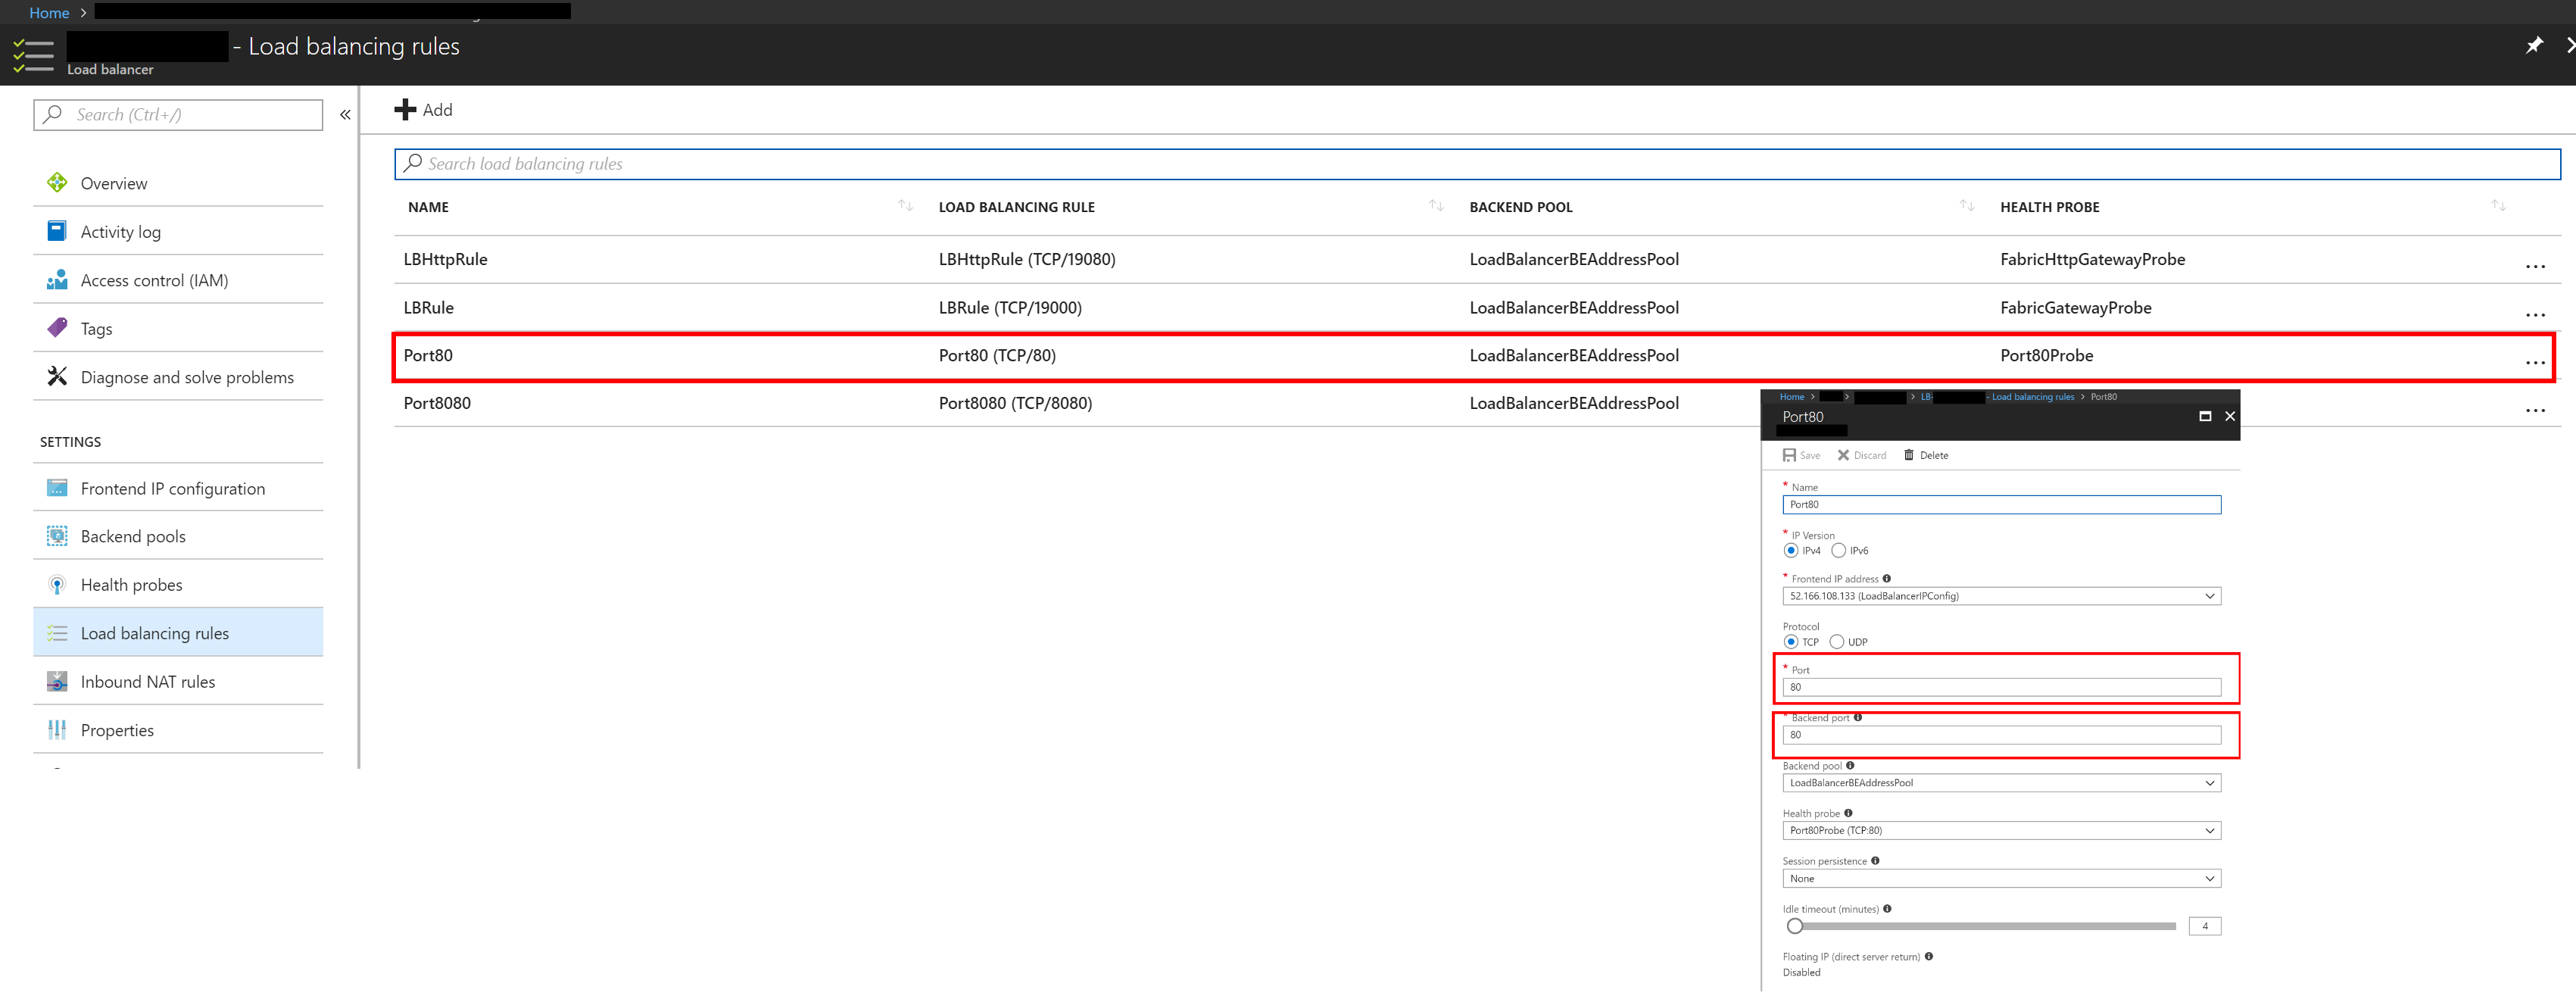 Home >
- Load balancing rules
Load balancer
Search (Ctrl+/)
«
Overview
Activity log
Access control (IAM)
Tags
Diagnose and solve problems
SETTINGS
Frontend IP configuration
Backend pools
Health probes
Load balancing rules
Inbound NAT rules
Properties
Add
Search load balancing rules
NAME LOAD BALANCING RULE BACKEND POOL HEALTH PROBE
LBHttpRule LBHttpRule (TCP/19080) LoadBalancerBEAddressPool FabricHttpGatewayProbe ...
LBRule LBRule (TCP/19000) LoadBalancerBEAddressPool FabricGatewayProbe ...
Port80 Port80 (TCP/80) LoadBalancerBEAddressPool Port80Probe ...
Port8080 Port8080 (TCP/8080) LoadBalancerBEAddressPool ...
Home > > > LB- - Load balancing rules > Port80
Port80
Save Discard Delete
* Name
Port80
* IP Version
IPv4 IPv6
* Frontend IP address
52.166.108.133 (LoadBalancerIPConfig)
Protocol
TCP UDP
* Port
80
* Backend port
80
Backend pool
LoadBalancerBEAddressPool
Health probe
Port80Probe (TCP:80)
Session persistence
None
Idle timeout (minutes)
4
Floating IP (direct server return)
Disabled